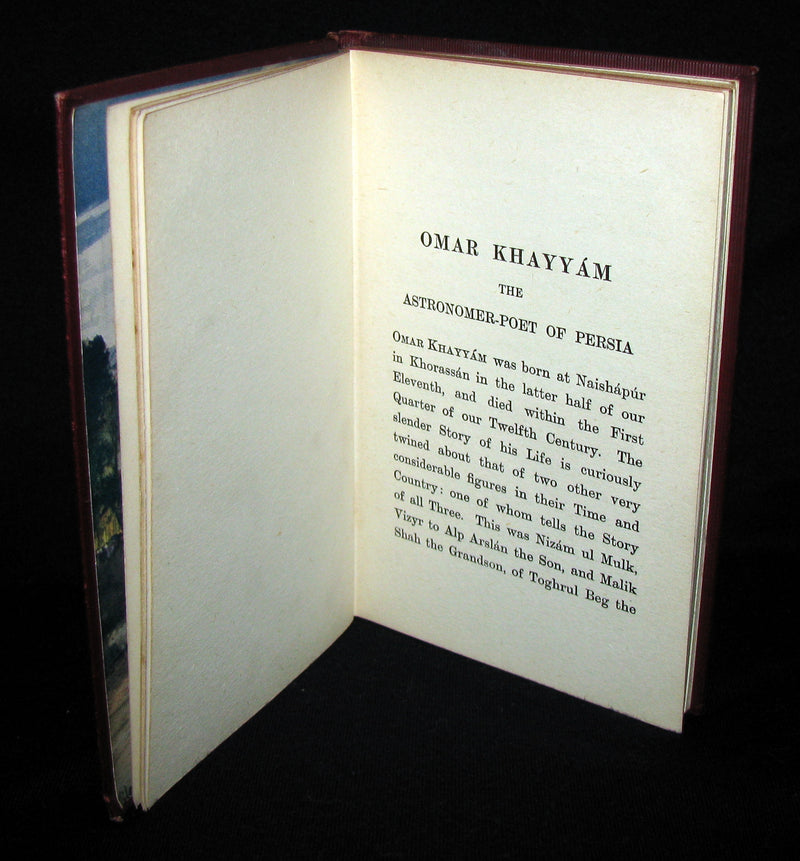 OMAR KHAYYÁM
THE
ASTRONOMER-POET OF PERSIA
OMAR KHAYYÁM was born at Naishápúr
in Khorassán in the latter half of our
Eleventh, and died within the First
Quarter of our Twelfth Century. The
slender Story of his Life is curiously
twined about that of two other very
considerable figures in their Time and
Country: one of whom tells the Story
of all Three. This was Nizám ul Mulk,
Vizyr to Alp Arslán the Son, and Malik
Shah the Grandson, of Toghrul Beg the